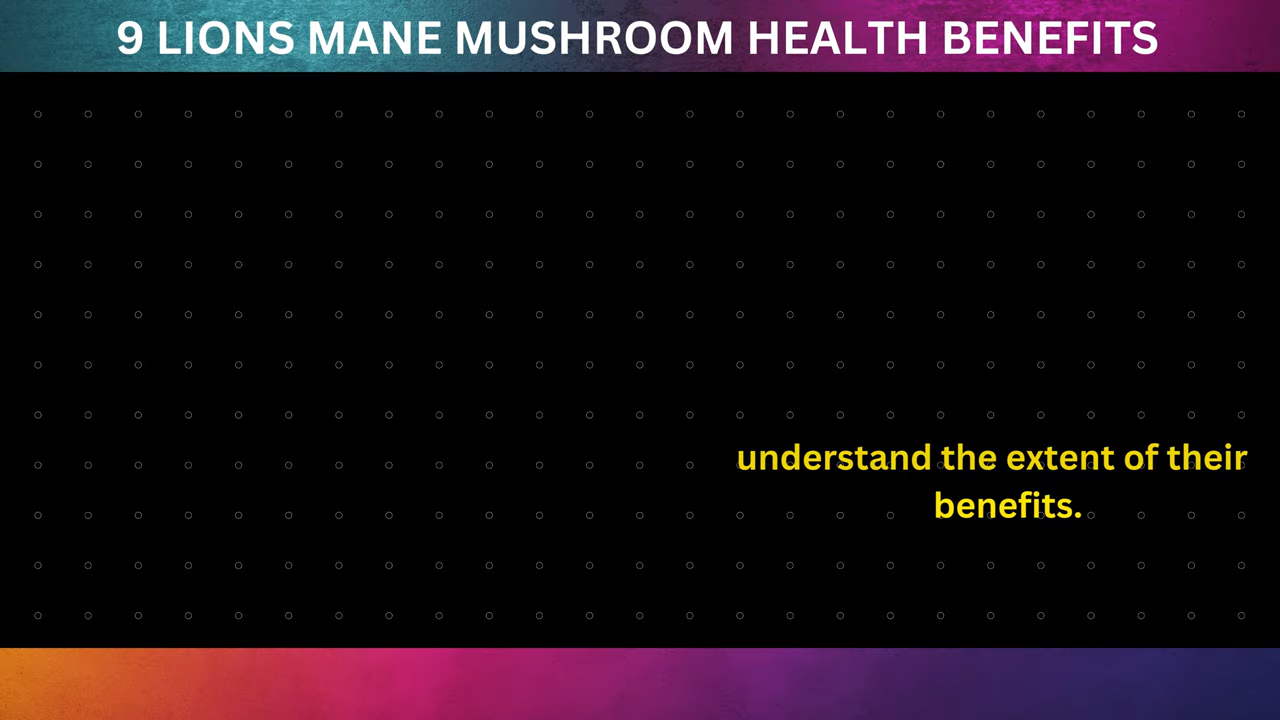 9 LIONS MANE MUSHROOM HEALTH BENEFITS
understand the extent of their
benefits.